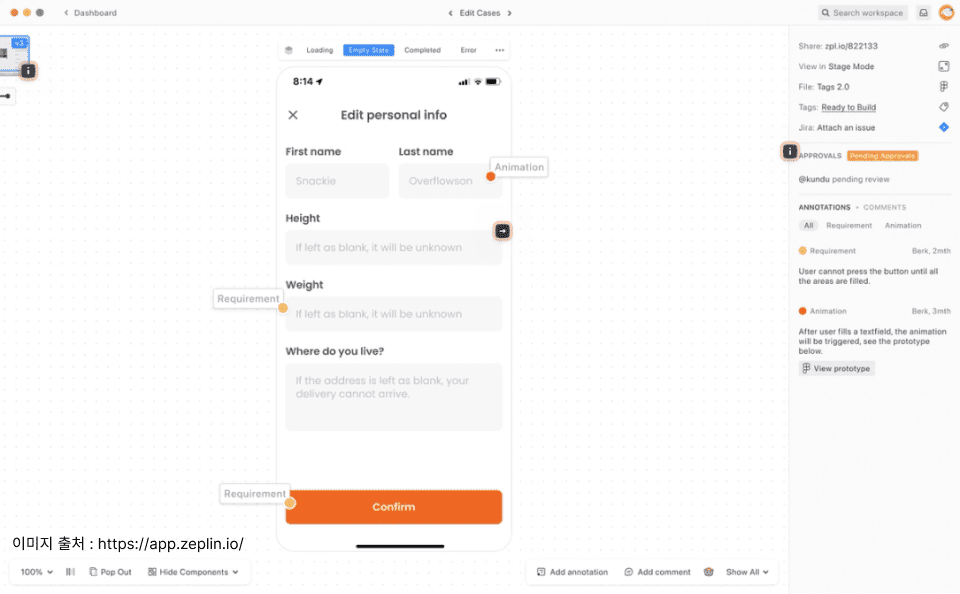 Dashboard
Edit Cases
Search workspace
v3
Loading Empty State Completed Error
8:14
Edit personal info
First name Last name
Snackie Overflowson
Animation
Height
If left as blank, it will be unknown
Weight
Requirement
If left as blank, it will be unknown
Where do you live?
If the address is left as blank, your
delivery cannot arrive.
Requirement
Confirm
이미지 출처 : https://app.zeplin.io/
100% Pop Out Hide Components
Add annotation Add comment Show All
Share: zpl.io/822133
View in Stage Mode
File: Tags 2.0
Tags: Ready to Build
Jira: Attach an issue
APPROVALS Pending Approvals
@kundu pending review
ANNOTATIONS • COMMENTS
All Requirement Animation
Requirement Berk, 2mth
User cannot press the button until all
the areas are filled.
Animation Berk, 3mth
After user fills a textfield, the animation
will be triggered, see the prototype
below.
View prototype